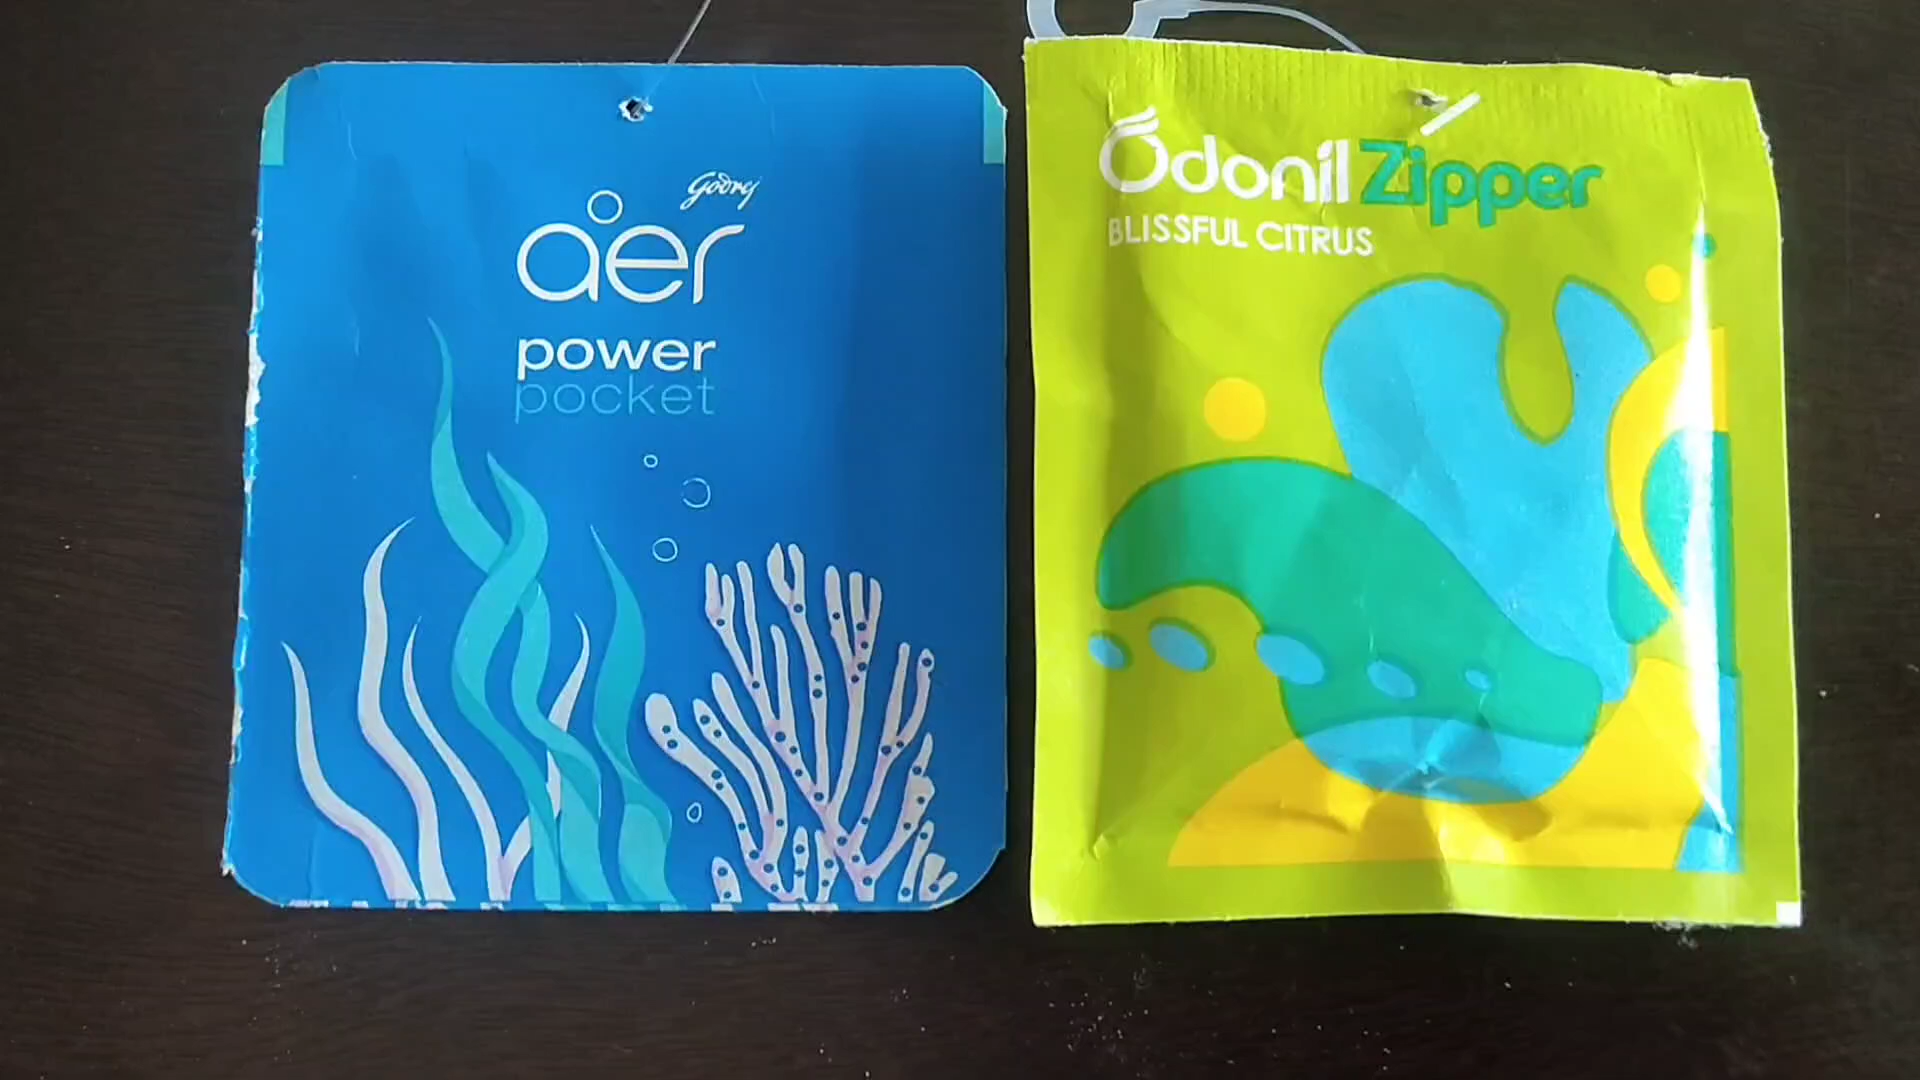 Godrej
aer
power
pocket
Odonil Zipper
BLISSFUL CITRUS